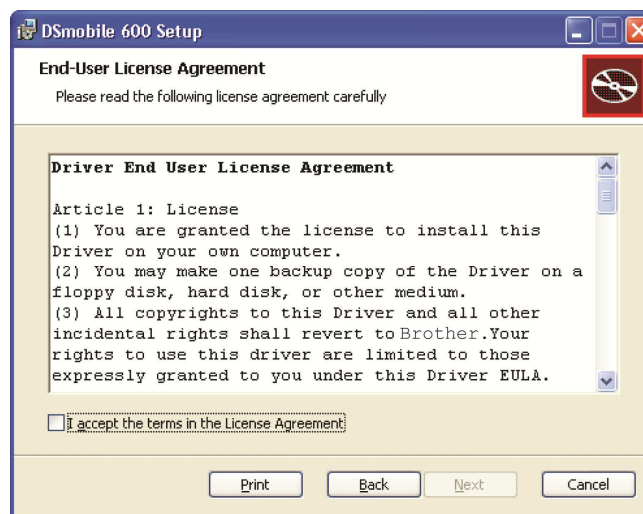 DSmobile 600 Setup
End-User License Agreement
Please read the following license agreement carefully
Driver End User License Agreement
Article 1: License
(1) You are granted the license to install this
Driver on your own computer.
(2) You may make one backup copy of the Driver on a
floppy disk, hard disk, or other medium.
(3) All copyrights to this Driver and all other
incidental rights shall revert to Brother.Your
rights to use this driver are limited to those
expressly granted to you under this Driver EULA.
I accept the terms in the License Agreement
Print Back Next Cancel